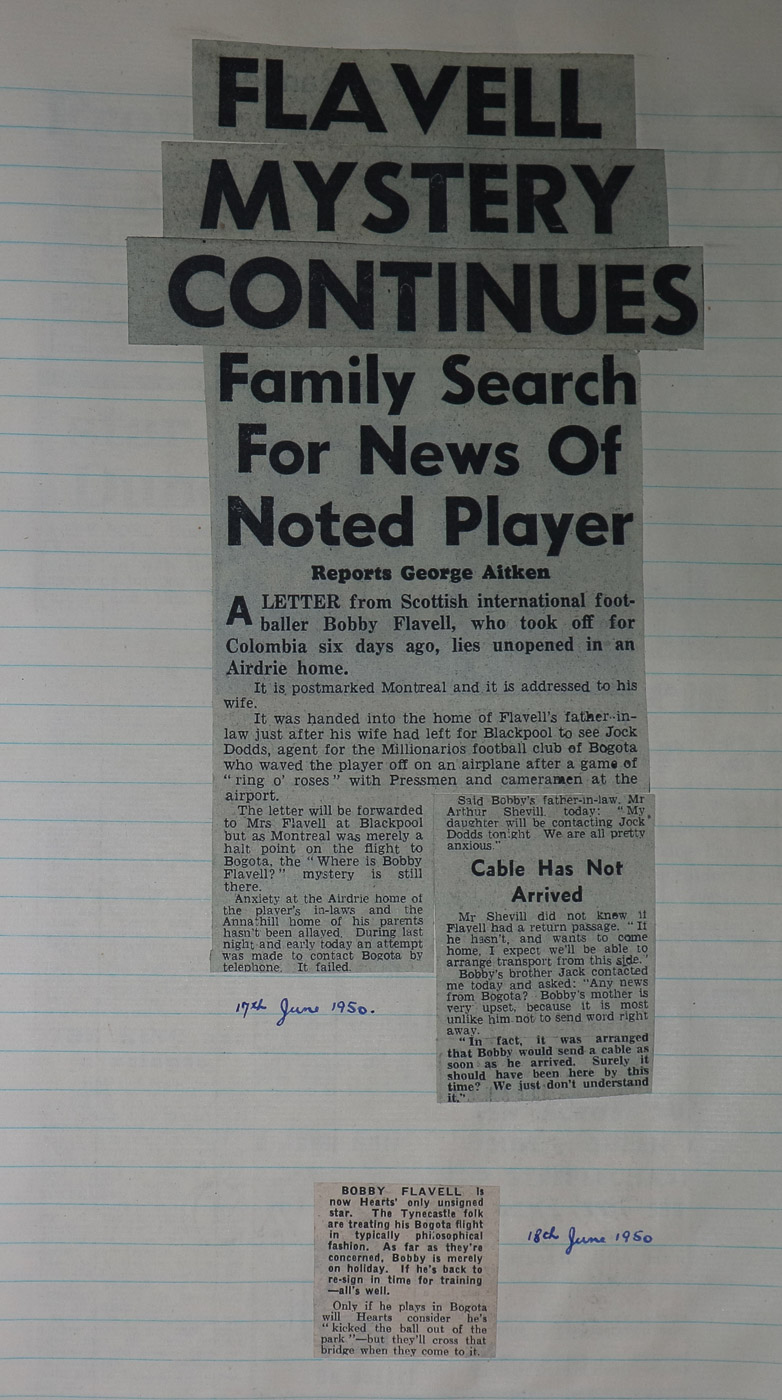 FLAVELL
MYSTERY
CONTINUES
Family Search
For News Of
Noted Player
Reports George Aitken
A LETTER from Scottish international foot-
baller Bobby Flavell, who took off for
Colombia six days ago, lies unopened in an
Airdrie home.
It is postmarked Montreal and it is addressed to his
wife.
It was handed into the home of Flavell's father-in-
law just after his wife had left for Blackpool to see Jock
Dodds, agent for the Millionarios football club of Bogota
who waved the player off on an airplane after a game of
"ring o' roses" with Pressmen and cameramen at the
airport.
The letter will be forwarded
to Mrs Flavell at Blackpool
but as Montreal was merely a
halt point on the flight to
Bogota, the "Where is Bobby
Flavell?" mystery is still
there.
Anxiety at the Airdrie home of
the player's in-laws and the
Annathill home of his parents
hasn't been allayed. During last
night and early today an attempt
was made to contact Bogota by
telephone. It failed.
Said Bobby's father-in-law, Mr
Arthur Shevill today: "My
daughter will be contacting Jock
Dodds tonight We are all pretty
anxious."
Cable Has Not
Arrived
Mr Shevill did not know if
Flavell had a return passage. "If
he hasn't, and wants to come
home, I expect we'll be able to
arrange transport from this side."
Bobby's brother Jack contacted
me today and asked: "Any news
from Bogota? Bobby's mother is
very upset, because it is most
unlike him not to send word right
away.
"In fact, it was arranged
that Bobby would send a cable as
soon as he arrived. Surely it
should have been here by this
time? We just don't understand
it."
17th June 1950.
BOBBY FLAVELL is
now Hearts' only unsigned
star. The Tynecastle folk
are treating his Bogota flight
in typically philosophical
fashion. As far as they're
concerned, Bobby is merely
on holiday. If he's back to
re-sign in time for training
—all's well.
Only if he plays in Bogota
will Hearts consider he's
"kicked the ball out of the
park"—but they'll cross that
bridge when they come to it.
18th June 1950